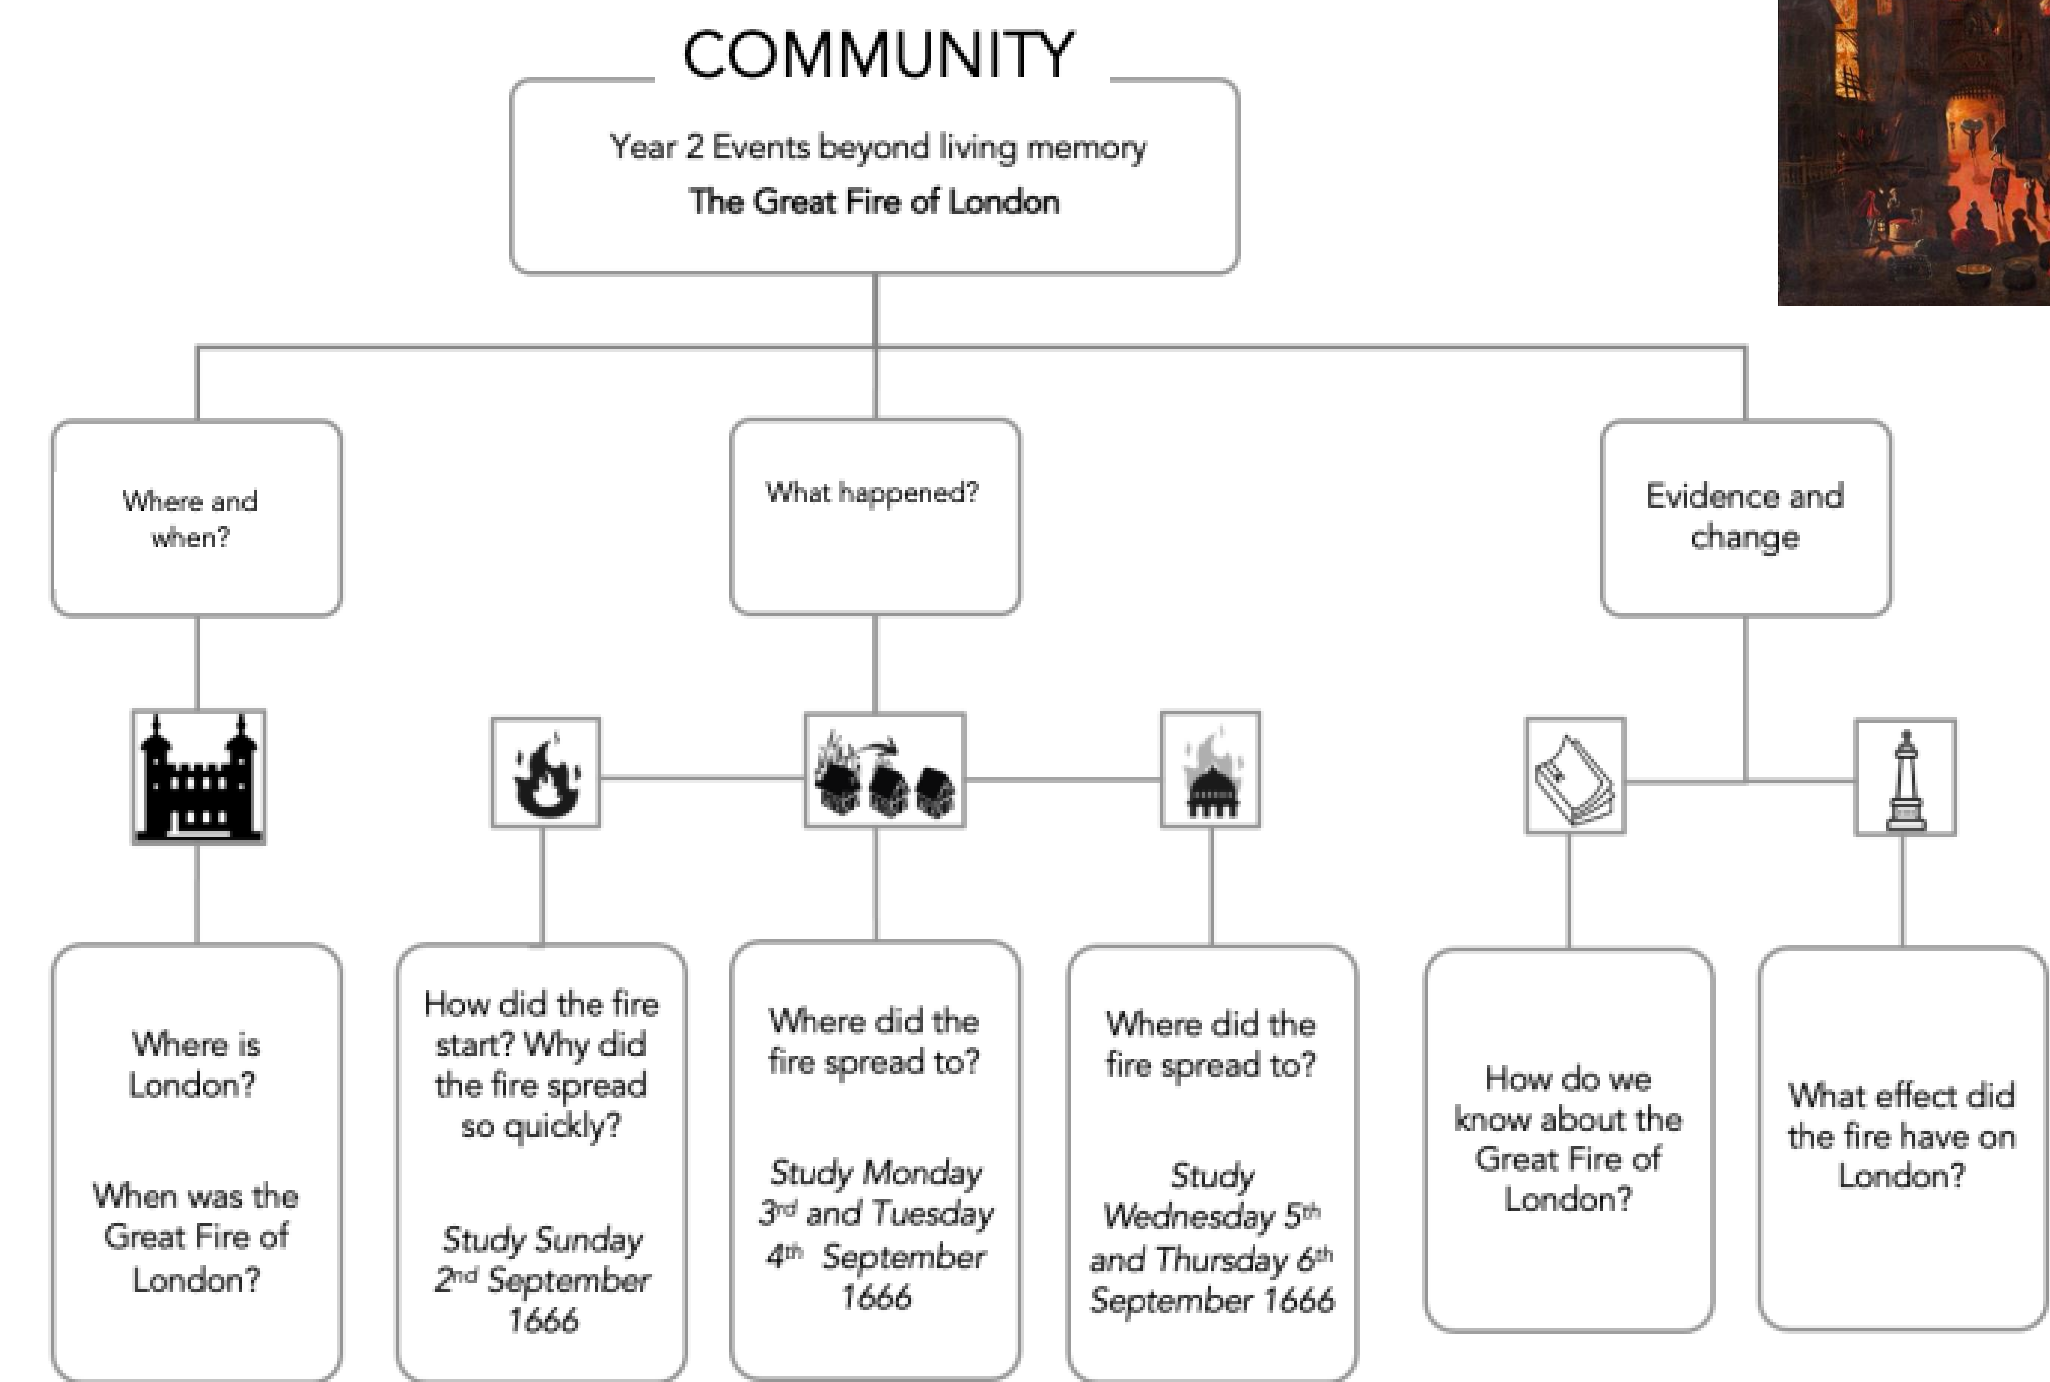 COMMUNITY
Year 2 Events beyond living memory
The Great Fire of London
Where and
when?
What happened?
Evidence and
change
Where is
London?
When was the
Great Fire of
London?
How did the fire
start? Why did
the fire spread
so quickly?
Study Sunday
2nd September
1666
Where did the
fire spread to?
Study Monday
3rd and Tuesday
4th September
1666
Where did the
fire spread to?
Study
Wednesday 5th
and Thursday 6th
September 1666
How do we
know about the
Great Fire of
London?
What effect did
the fire have on
London?